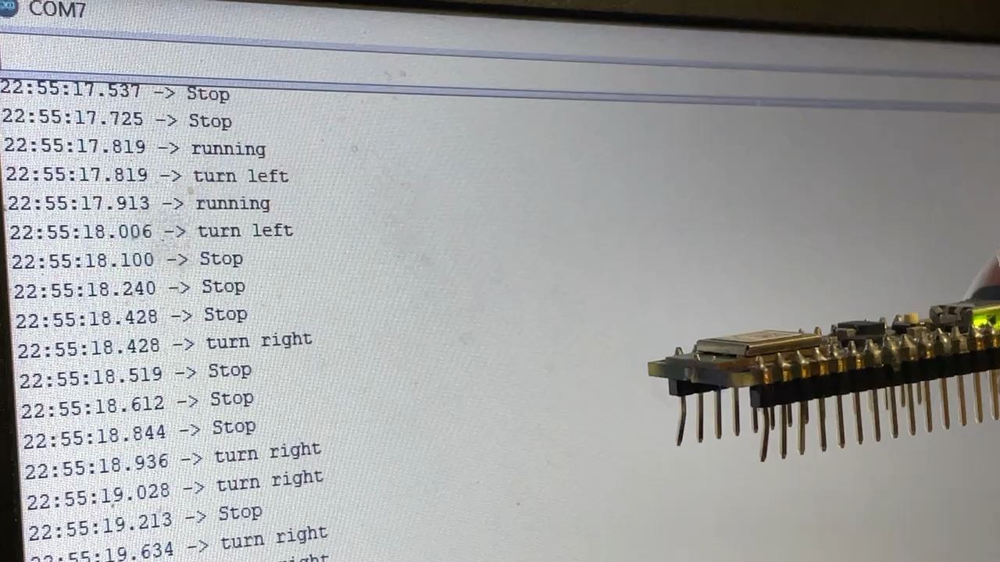 COM7
22:55:17.537 -> Stop
22:55:17.725 -> Stop
22:55:17.819 -> running
22:55:17.819 -> turn left
22:55:17.913 -> running
22:55:18.006 -> turn left
22:55:18.100 -> Stop
22:55:18.240 -> Stop
22:55:18.428 -> Stop
22:55:18.428 -> turn right
22:55:18.519 -> Stop
22:55:18.612 -> Stop
22:55:18.844 -> Stop
22:55:18.936 -> turn right
22:55:19.028 -> turn right
22:55:19.213 -> Stop
22:55:19.634 -> turn right
right